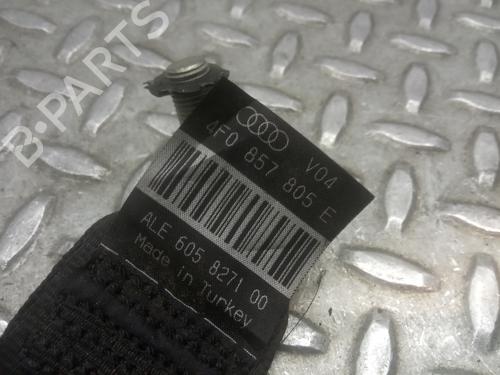 V04
4F0 857 805 E
ALE 605 8271 00
Made in Turkey
B-PARTS